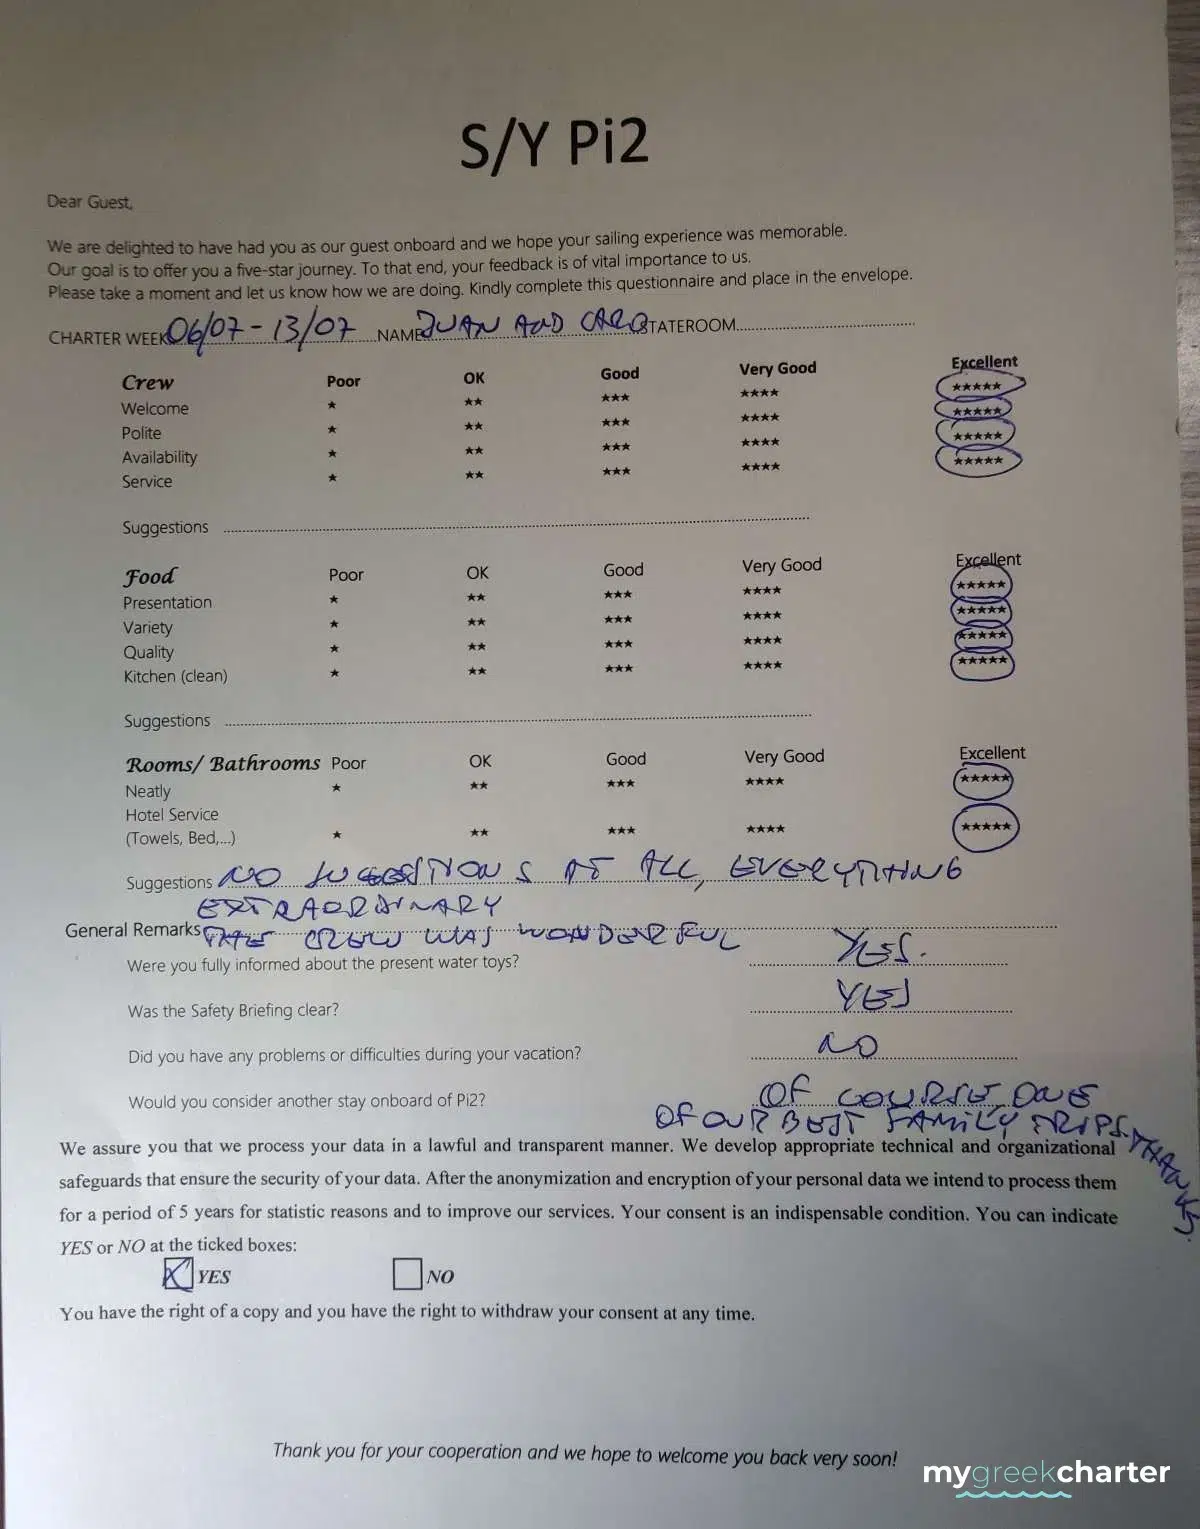 S/Y Pi2
Dear Guest,
We are delighted to have had you as our guest onboard and we hope your sailing experience was memorable.
Our goal is to offer you a five-star journey. To that end, your feedback is of vital importance to us.
Please take a moment and let us know how we are doing. Kindly complete this questionnaire and place in the envelope.
CHARTER WEEK 06/07 - 13/07 NAME JUAN AND CARO STATEROOM
Crew Poor OK Good Very Good Excellent
Welcome ★ ★★ ★★★ ★★★★ ★★★★★
Polite ★ ★★ ★★★ ★★★★ ★★★★★
Availability ★ ★★ ★★★ ★★★★ ★★★★★
Service ★ ★★ ★★★ ★★★★ ★★★★★
Suggestions
Food Poor OK Good Very Good Excellent
Presentation ★ ★★ ★★★ ★★★★ ★★★★★
Variety ★ ★★ ★★★ ★★★★ ★★★★★
Quality ★ ★★ ★★★ ★★★★ ★★★★★
Kitchen (clean) ★ ★★ ★★★ ★★★★ ★★★★★
Suggestions
Rooms/ Bathrooms Poor OK Good Very Good Excellent
Neatly ★ ★★ ★★★ ★★★★ ★★★★★
Hotel Service
(Towels, Bed,...) ★ ★★ ★★★ ★★★★ ★★★★★
Suggestions NO SUGGESTIONS AT ALL, EVERYTHING
EXTRAORDINARY
General Remarks THE CREW WAS WONDERFUL
Were you fully informed about the present water toys? YES.
Was the Safety Briefing clear? YES
Did you have any problems or difficulties during your vacation? NO
Would you consider another stay onboard of Pi2? OF COURSE, ONE
OF OUR BEST FAMILY TRIPS. THANKS.
We assure you that we process your data in a lawful and transparent manner. We develop appropriate technical and organizational
safeguards that ensure the security of your data. After the anonymization and encryption of your personal data we intend to process them
for a period of 5 years for statistic reasons and to improve our services. Your consent is an indispensable condition. You can indicate
YES or NO at the ticked boxes:
YES NO
You have the right of a copy and you have the right to withdraw your consent at any time.
Thank you for your cooperation and we hope to welcome you back very soon!
mygreekcharter